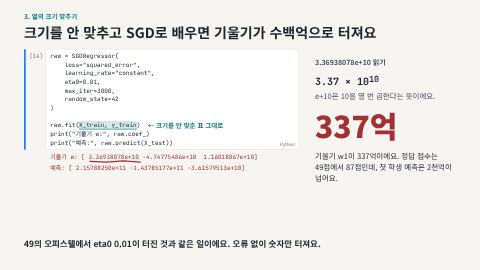 3. 열의 크기 맞추기
크기를 안 맞추고 SGD로 배우면 기울기가 수백억으로 터져요
[14]
raw = SGDRegressor(
loss="squared_error",
learning_rate="constant",
eta0=0.01,
max_iter=3000,
random_state=42
)
raw.fit(X_train, y_train) ← 크기를 안 맞춘 표 그대로
print("기울기 w:", raw.coef_)
print("예측:", raw.predict(X_test))
Python
기울기 w: [ 3.36938078e+10 -4.74775486e+10 1.16018067e+10]
예측: [ 2.15788250e+11 -1.43785177e+11 -3.61579513e+10]
3.36938078e+10 읽기
3.37 × 10¹⁰
e+10은 10을 열 번 곱한다는 뜻이에요.
337억
기울기 w1이 337억이에요. 정답 점수는
49점에서 87점인데, 첫 학생 예측은 2천억이
넘어요.
49의 오피스텔에서 eta0 0.01이 터진 것과 같은 일이에요. 오류 없이 숫자만 터져요.